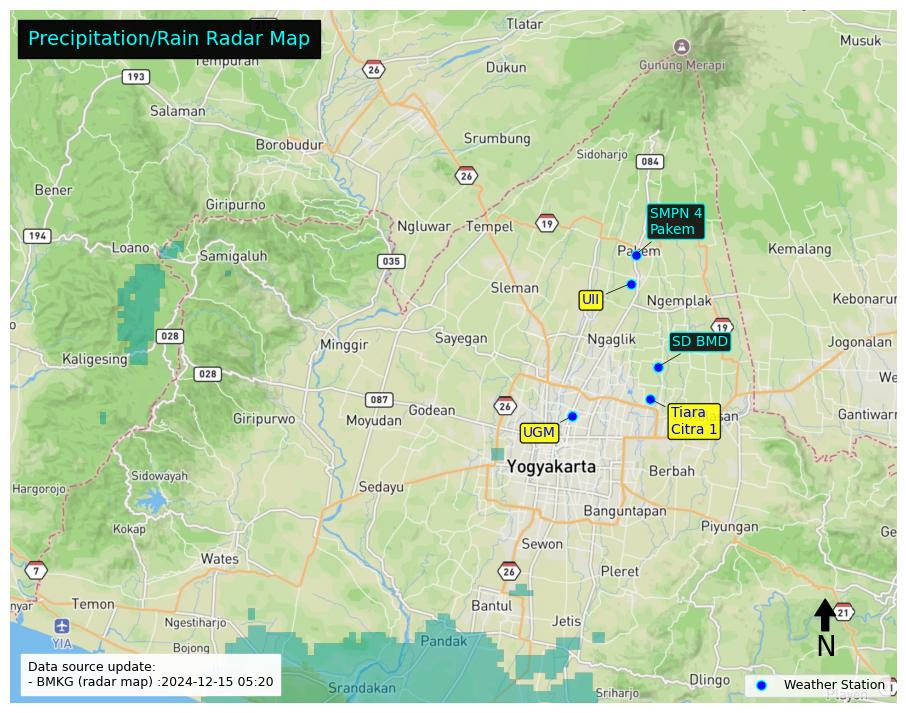 Precipitation/Rain Radar Map
Tlatar
Musuk
26
Gunung Merapi
193
Dukun
Salaman
Srumbung
Borobudur
Sidoharjo
084
26
Bener
Giripurno
SMPN 4
Pakem
19
Ngluwar
Tempel
194
Loano
Samigaluh
035
Pakem
Kemalang
Sleman
UII
Ngemplak
Kebonarur
028
Minggir
Sayegan
Ngaglik
19
SD BMD
Jogonalan
Kaligesing
028
We
087
Godean
26
Giripurwo
Moyudan
UGM
Tiara
Citra 1
san
Gantiwarr
Yogyakarta
Berbah
Sidowayah
Hargorojo
Sedayu
Banguntapan
Kokap
Piyungan
Ge
Wates
Sewon
7
26
Pleret
nyar
Temon
Bantul
21
Ngestiharjo
Jetis
YIA
Bojong
Pandak
N
Data source update:
- BMKG (radar map) :2024-12-15 05:20
Srandakan
Sriharjo
Dlingo
Weather Station